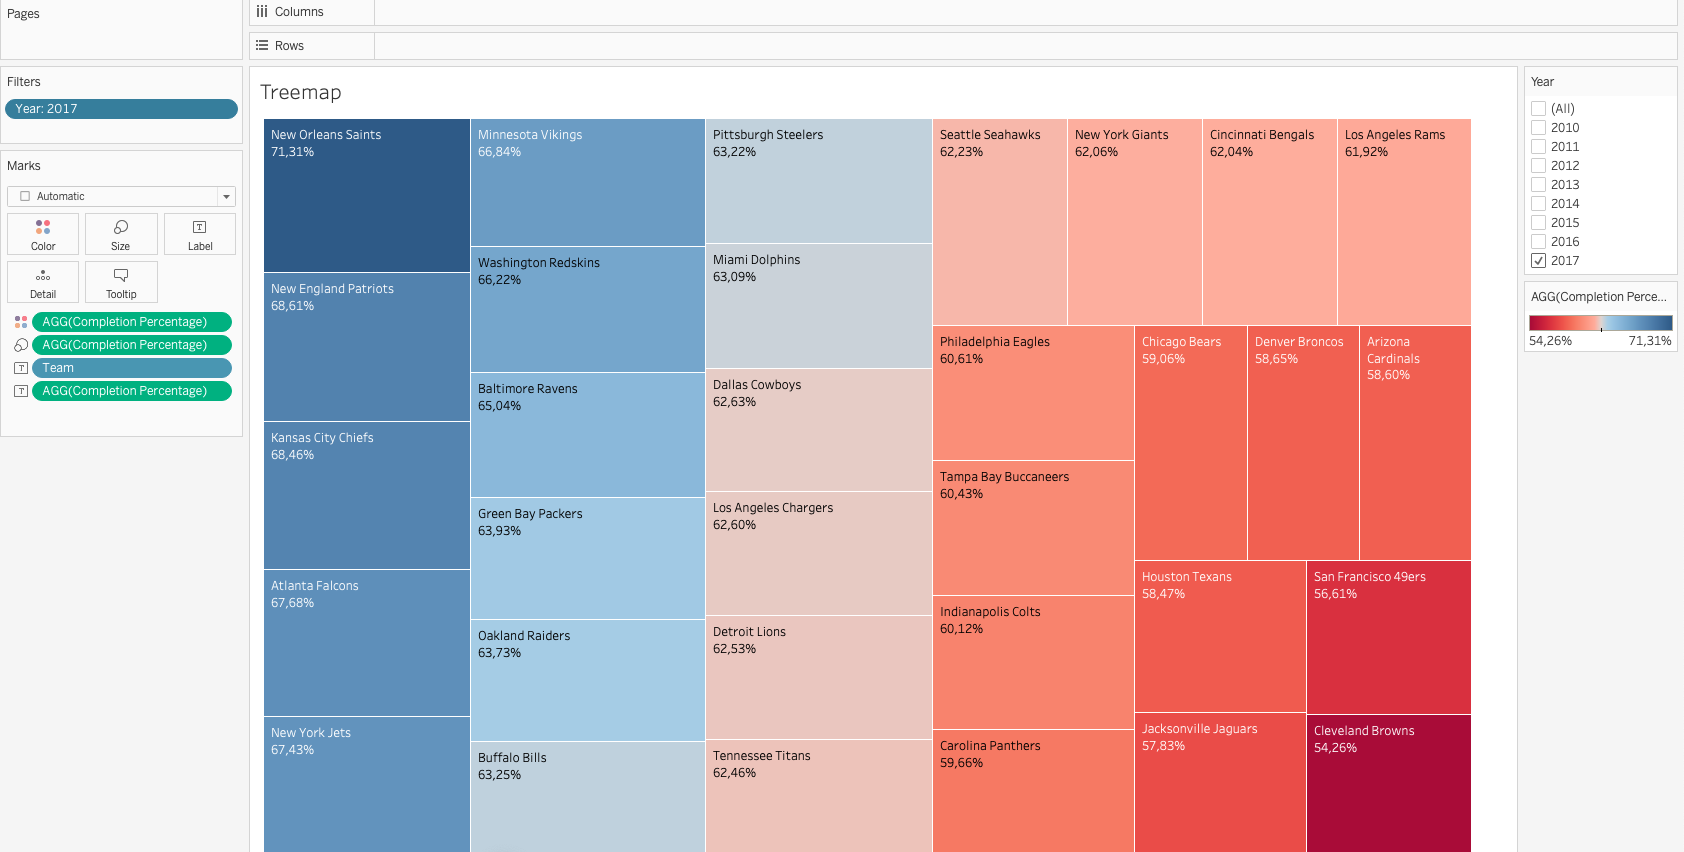 Pages
Columns
Rows
Filters
Year: 2017
Marks
Automatic
Color
Size
Label
Detail
Tooltip
AGG(Completion Percentage)
AGG(Completion Percentage)
Team
AGG(Completion Percentage)
Treemap
New Orleans Saints
71,31%
New England Patriots
68,61%
Kansas City Chiefs
68,46%
Atlanta Falcons
67,68%
New York Jets
67,43%
Minnesota Vikings
66,84%
Washington Redskins
66,22%
Baltimore Ravens
65,04%
Green Bay Packers
63,93%
Oakland Raiders
63,73%
Buffalo Bills
63,25%
Pittsburgh Steelers
63,22%
Miami Dolphins
63,09%
Dallas Cowboys
62,63%
Los Angeles Chargers
62,60%
Detroit Lions
62,53%
Tennessee Titans
62,46%
Seattle Seahawks
62,23%
New York Giants
62,06%
Cincinnati Bengals
62,04%
Los Angeles Rams
61,92%
Philadelphia Eagles
60,61%
Tampa Bay Buccaneers
60,43%
Indianapolis Colts
60,12%
Carolina Panthers
59,66%
Chicago Bears
59,06%
Denver Broncos
58,65%
Arizona
Cardinals
58,60%
Houston Texans
58,47%
Jacksonville Jaguars
57,83%
San Francisco 49ers
56,61%
Cleveland Browns
54,26%
Year
(All)
2010
2011
2012
2013
2014
2015
2016
2017
AGG(Completion Perce...
54,26%
71,31%